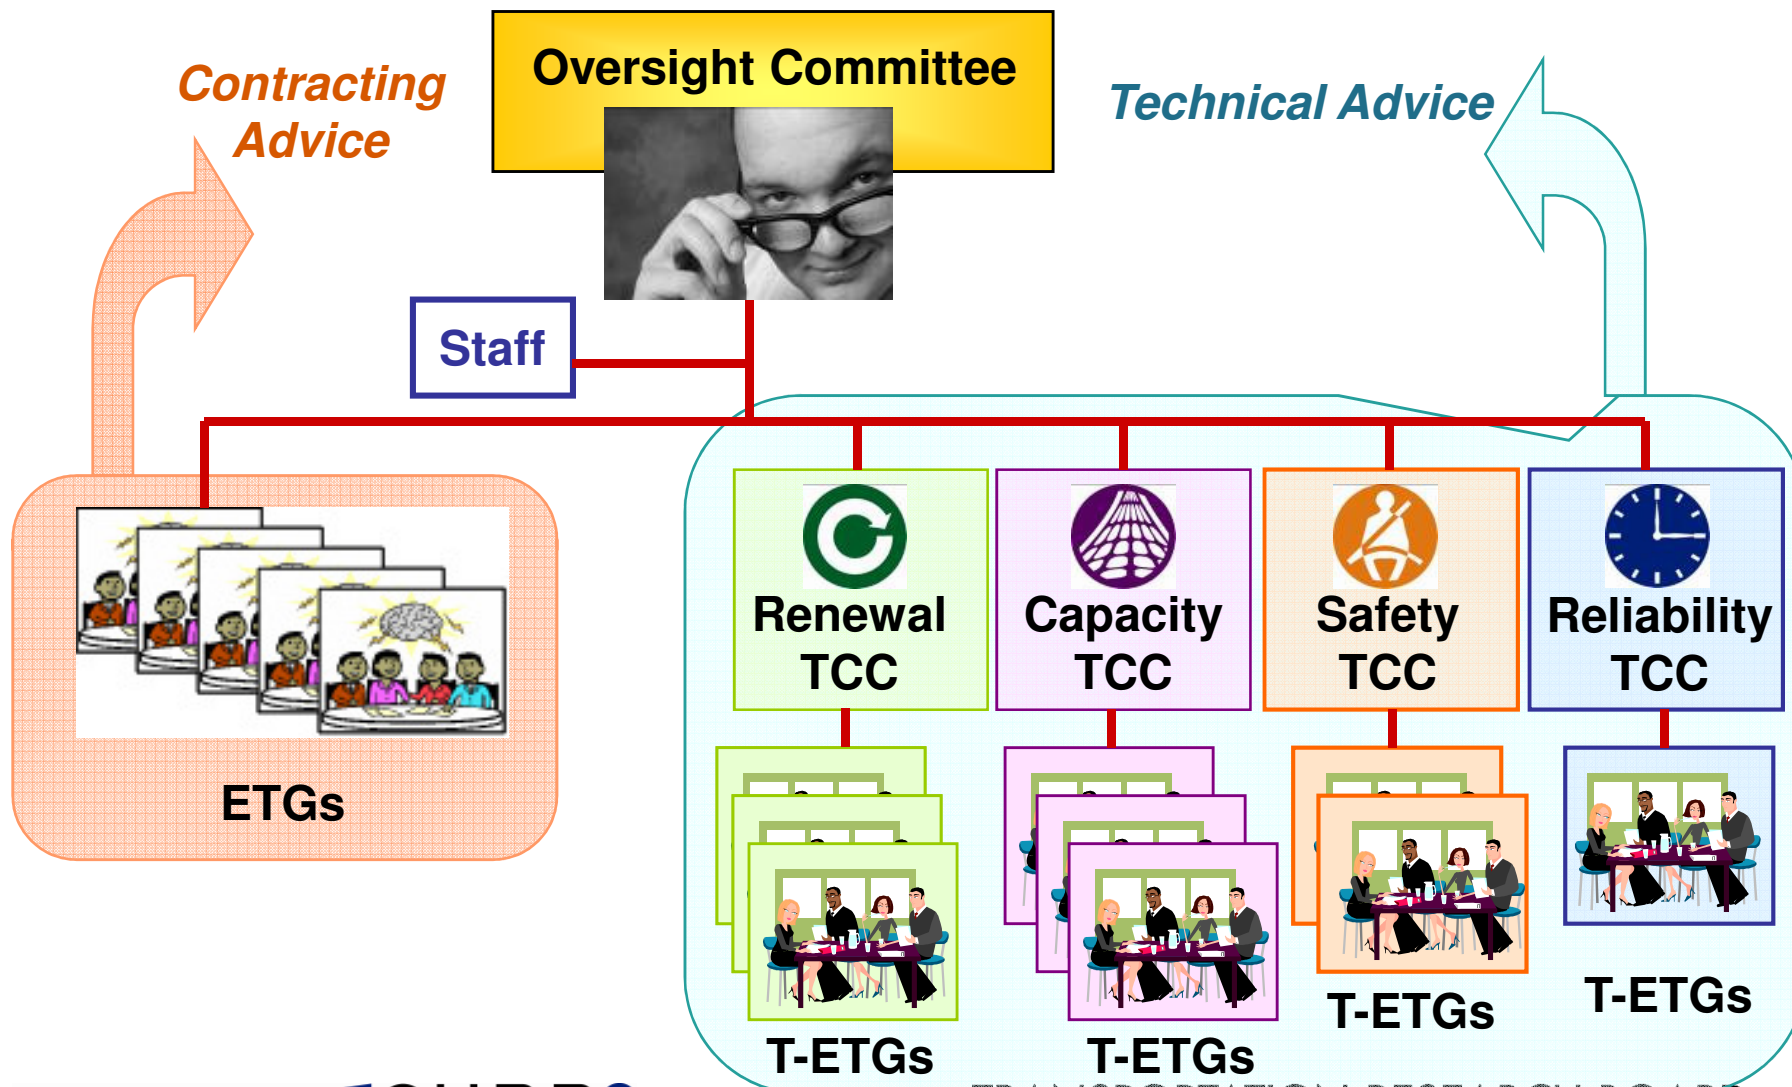 Oversight Committee
Contracting
Advice
Technical Advice
Staff
ETGs
Renewal
TCC
Capacity
TCC
Safety
TCC
Reliability
TCC
T-ETGs
T-ETGs
T-ETGs
T-ETGs